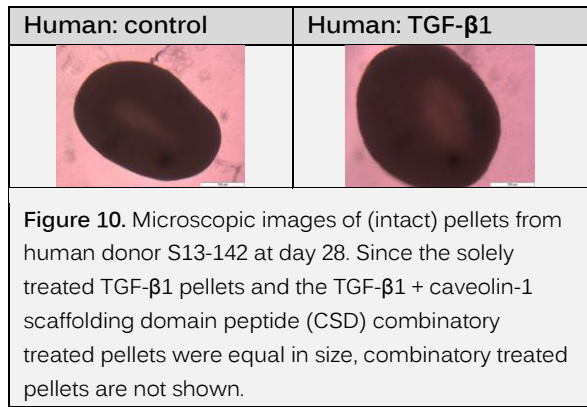 Human: control
Human: TGF-β1
Figure 10. Microscopic images of (intact) pellets from
human donor S13-142 at day 28. Since the solely
treated TGF-β1 pellets and the TGF-β1 + caveolin-1
scaffolding domain peptide (CSD) combinatory
treated pellets were equal in size, combinatory treated
pellets are not shown.